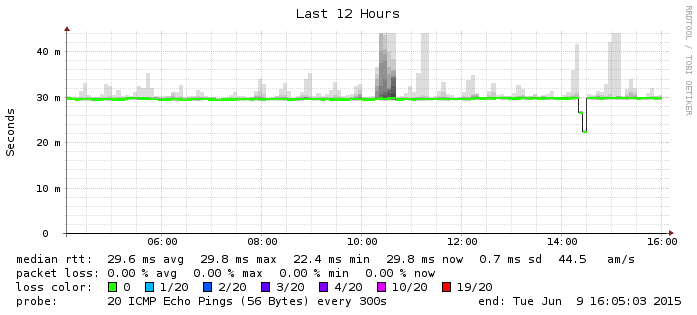 Last 12 Hours
RRDTOOL / TOBI OETIKER
Seconds
40 m
30 m
20 m
10 m
0
06:00 08:00 10:00 12:00 14:00 16:00
median rtt: 29.6 ms avg 29.8 ms max 22.4 ms min 29.8 ms now 0.7 ms sd 44.5 am/s
packet loss: 0.00 % avg 0.00 % max 0.00 % min 0.00 % now
loss color: 0 1/20 2/20 3/20 4/20 10/20 19/20
probe: 20 ICMP Echo Pings (56 Bytes) every 300s end: Tue Jun 9 16:05:03 2015